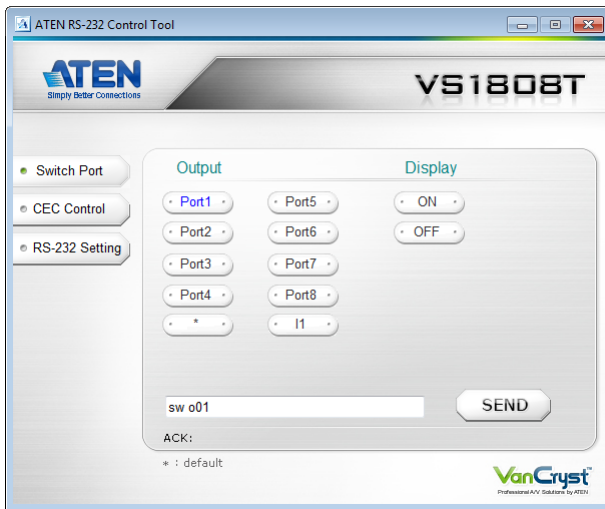 ATEN RS-232 Control Tool
ATEN
Simply Better Connections
VS1808T
Switch Port
CEC Control
RS-232 Setting
Output
Display
Port1
Port5
ON
Port2
Port6
OFF
Port3
Port7
Port4
Port8
*
I1
sw o01
SEND
ACK:
* : default
VanCryst™
Professional A/V Solutions by ATEN